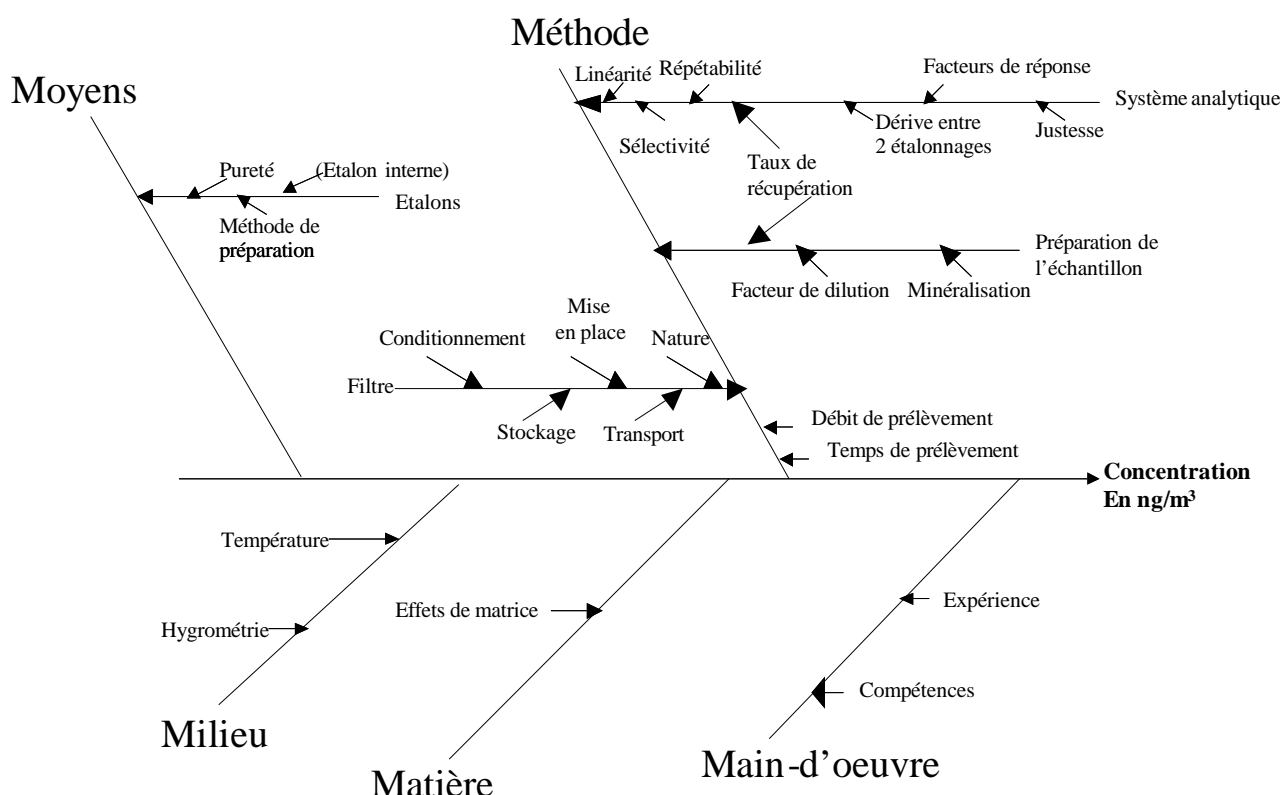 Méthode
Moyens
Linéarité
Répétabilité
Facteurs de réponse
Système analytique
Sélectivité
Dérive entre
2 étalonnages
Justesse
Taux de
récupération
Pureté
(Etalon interne)
Etalons
Méthode de
préparation
Préparation de
l'échantillon
Facteur de dilution
Minéralisation
Mise
en place
Conditionnement
Nature
Filtre
Stockage
Transport
Débit de prélèvement
Temps de prélèvement
Concentration
En ng/m³
Température
Effets de matrice
Expérience
Hygrométrie
Compétences
Milieu
Matière
Main-d'oeuvre